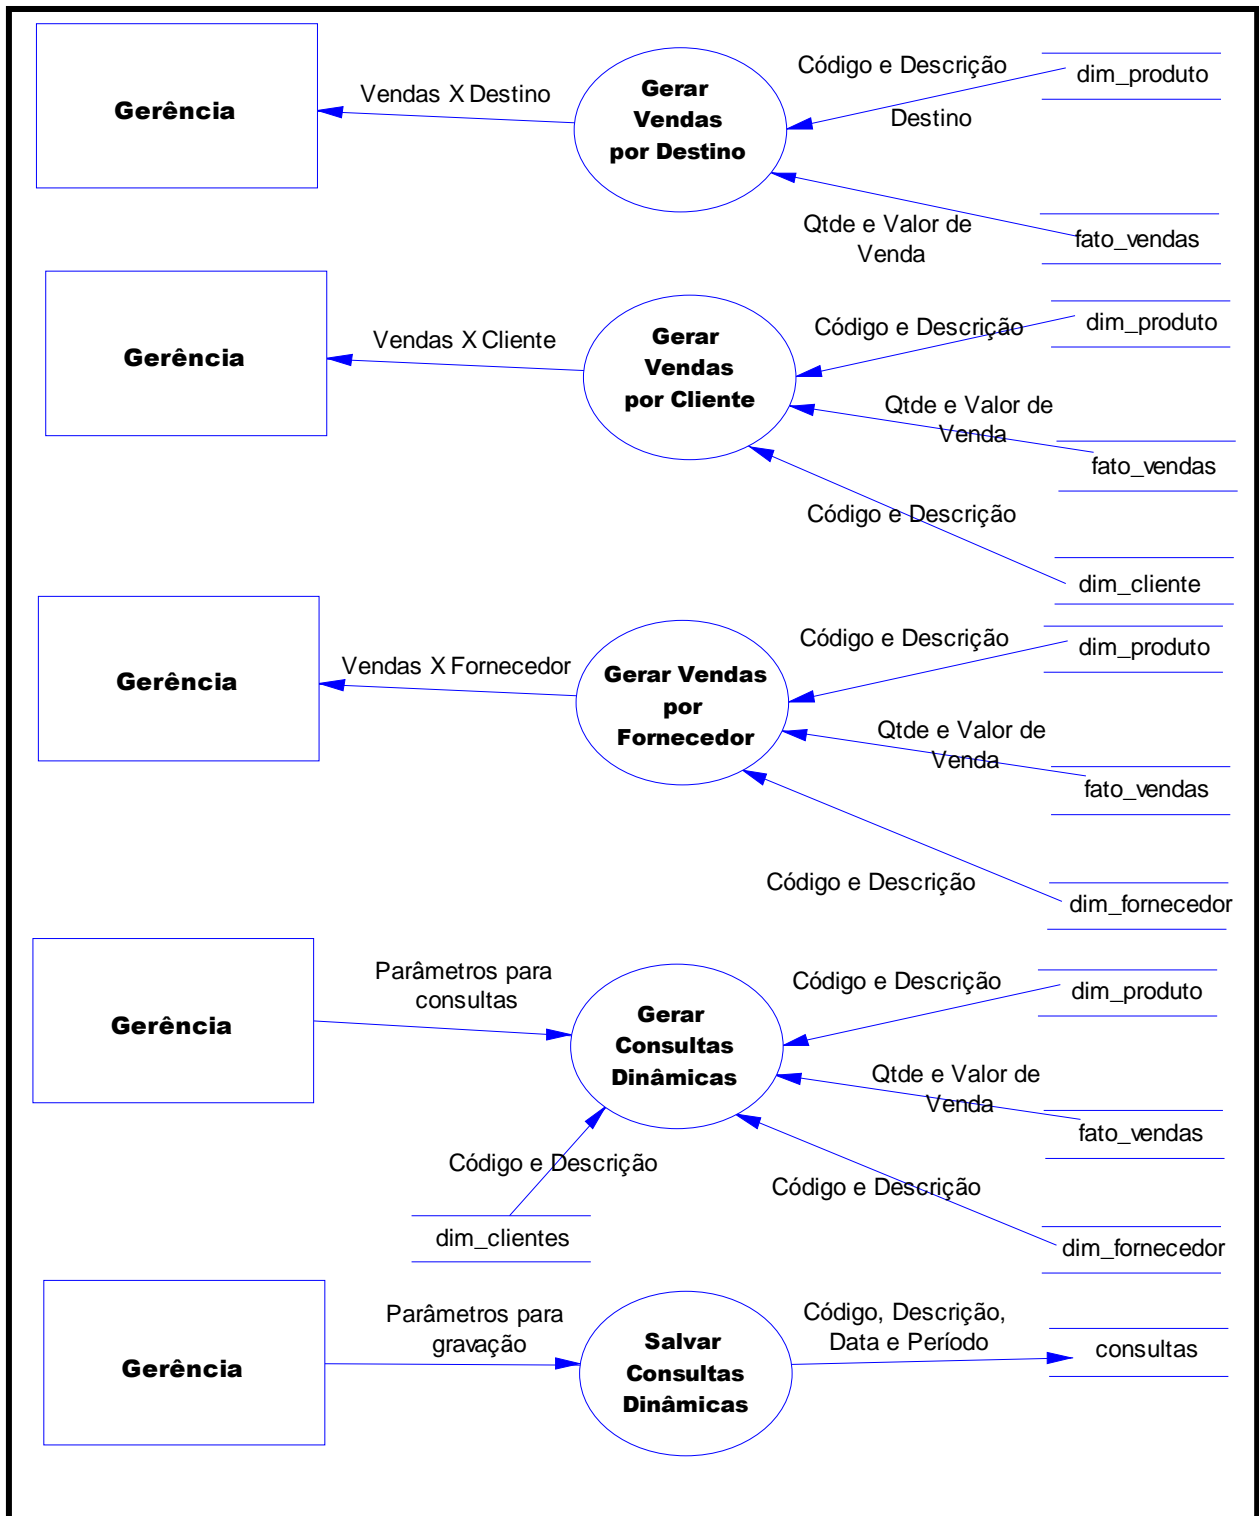 Gerência
Vendas X Destino
Gerar
Vendas
por Destino
Código e Descrição
Destino
dim_produto
Qtde e Valor de
Venda
fato_vendas
Gerência
Vendas X Cliente
Gerar
Vendas
por Cliente
Código e Descrição
dim_produto
Qtde e Valor de
Venda
fato_vendas
Código e Descrição
dim_cliente
Gerência
Vendas X Fornecedor
Gerar Vendas
por
Fornecedor
Código e Descrição
dim_produto
Qtde e Valor de
Venda
fato_vendas
Código e Descrição
dim_fornecedor
Gerência
Parâmetros para
consultas
Gerar
Consultas
Dinâmicas
Código e Descrição
dim_produto
Qtde e Valor de
Venda
fato_vendas
Código e Descrição
dim_clientes
Código e Descrição
dim_fornecedor
Gerência
Parâmetros para
gravação
Salvar
Consultas
Dinâmicas
Código, Descrição,
Data e Período
consultas